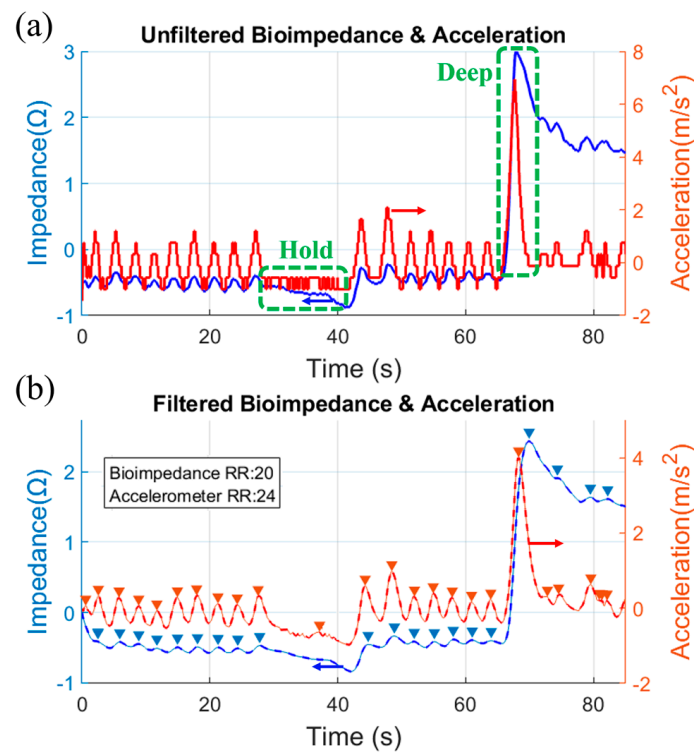 (a)
Unfiltered Bioimpedance & Acceleration
3
2
1
0
-1
Impedance(Ω)
Deep
Hold
8
6
4
2
0
-2
Acceleration(m/s²)
0
20
40
60
80
Time (s)
(b)
Filtered Bioimpedance & Acceleration
Bioimpedance RR:20
Accelerometer RR:24
2
1
0
-1
Impedance(Ω)
4
2
0
-2
Acceleration(m/s²)
0
20
40
60
80
Time (s)